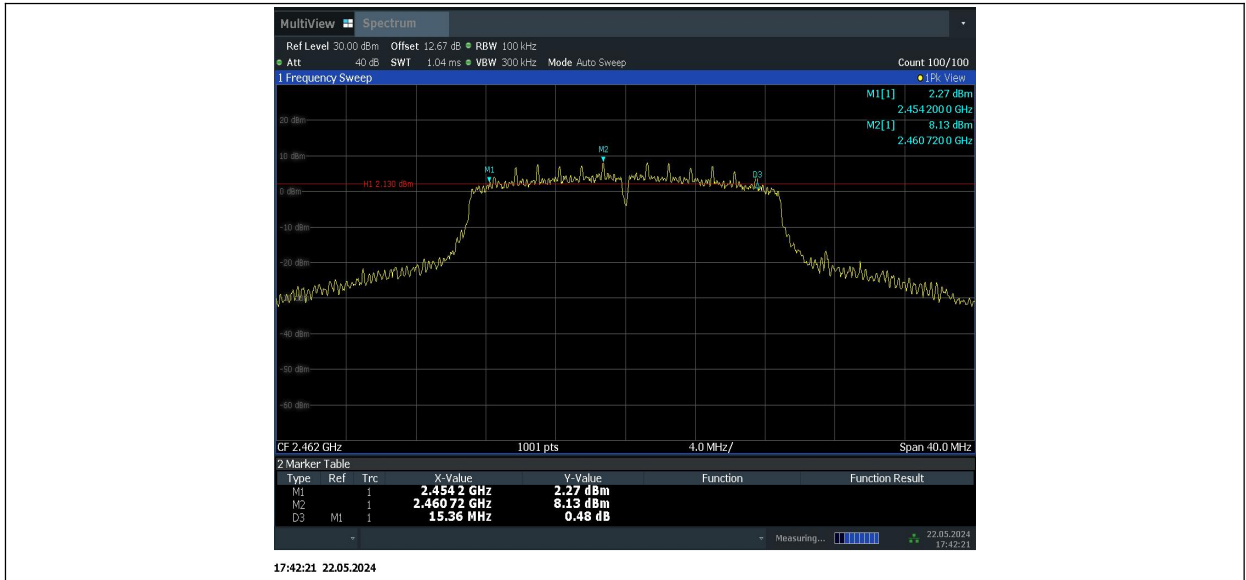 MultiView Spectrum
Ref Level 30.00 dBm Offset 12.67 dB RBW 100 kHz
Att 40 dB SWT 1.04 ms VBW 300 kHz Mode Auto Sweep Count 100/100
1 Frequency Sweep 1Pk View
M1[1] 2.27 dBm
2.454 200 0 GHz
20 dBm
M2[1] 8.13 dBm
2.460 720 0 GHz
M2
10 dBm
M1
D3
H1 2.130 dBm
0 dBm
-10 dBm
-20 dBm
-40 dBm
-50 dBm
-60 dBm
CF 2.462 GHz 1001 pts 4.0 MHz/ Span 40.0 MHz
2 Marker Table
Type Ref Trc X-Value Y-Value Function Function Result
M1 1 2.454 2 GHz 2.27 dBm
M2 1 2.460 72 GHz 8.13 dBm
D3 M1 1 15.36 MHz 0.48 dB
Measuring... 22.05.2024
17:42:21
17:42:21 22.05.2024